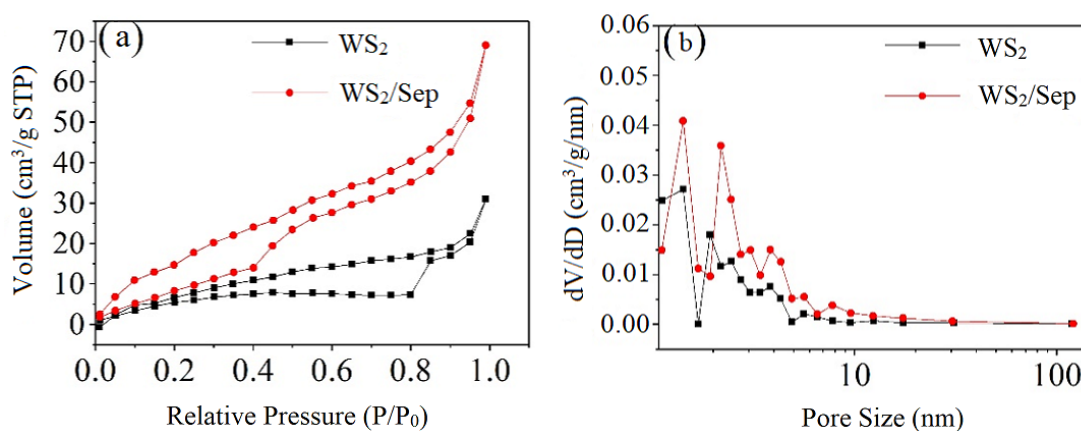 (a)
WS₂
WS₂/Sep
Volume (cm³/g STP)
70
60
50
40
30
20
10
0
0.0 0.2 0.4 0.6 0.8 1.0
Relative Pressure (P/P₀)
(b)
WS₂
WS₂/Sep
dV/dD (cm³/g/nm)
0.06
0.05
0.04
0.03
0.02
0.01
0.00
10 100
Pore Size (nm)